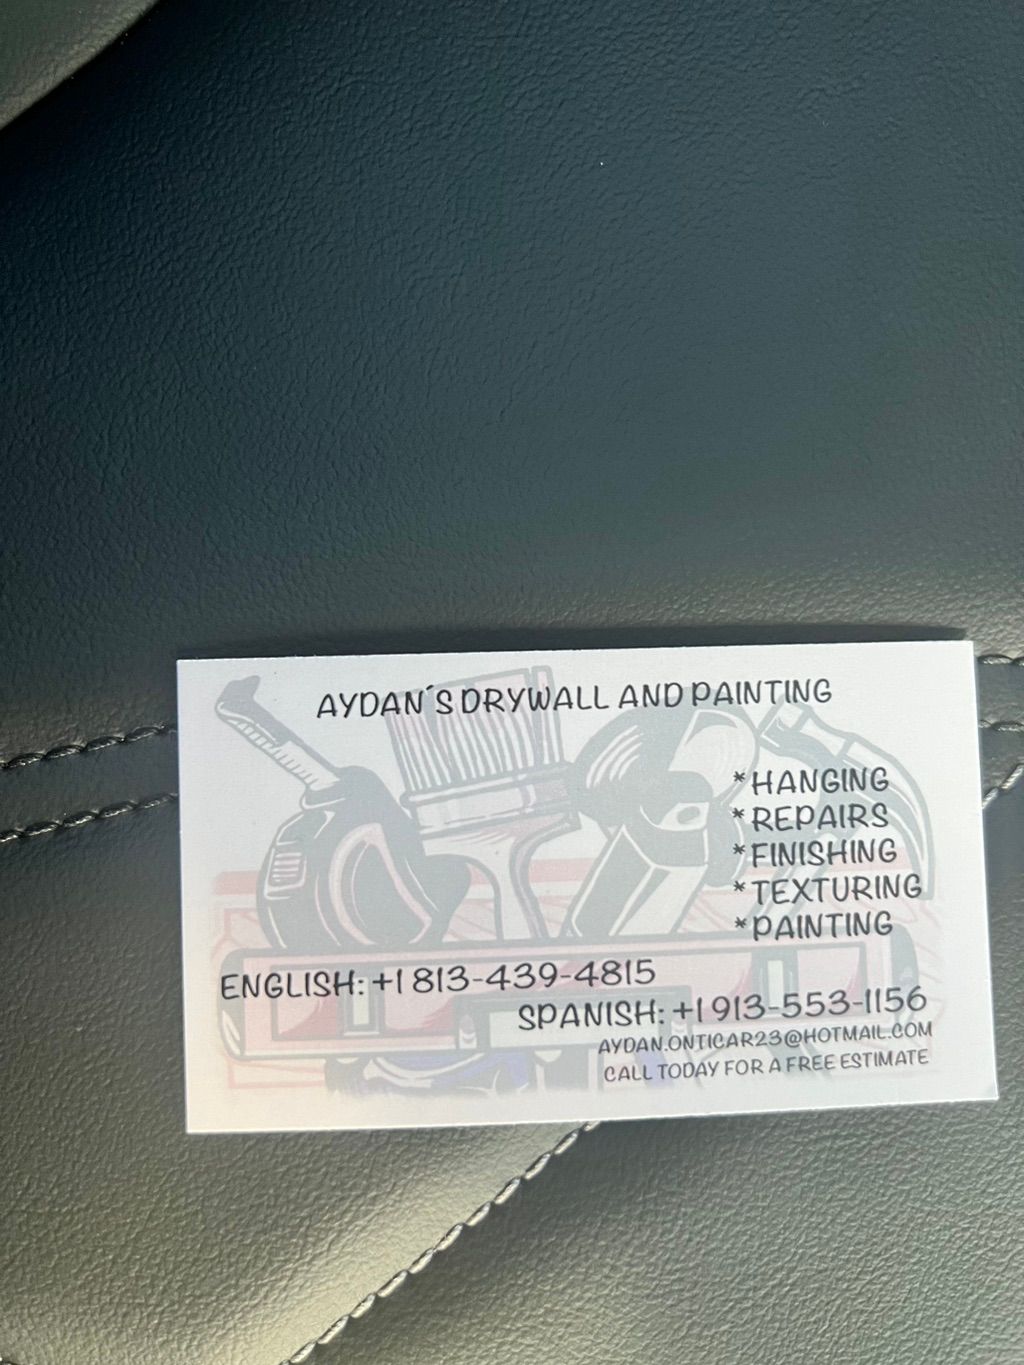 AYDAN´S DRYWALL AND PAINTING
*HANGING
*REPAIRS
*FINISHING
*TEXTURING
*PAINTING
ENGLISH: +1 813-439-4815
SPANISH: +1 913-553-1156
AYDAN.ONTICAR23@HOTMAIL.COM
CALL TODAY FOR A FREE ESTIMATE